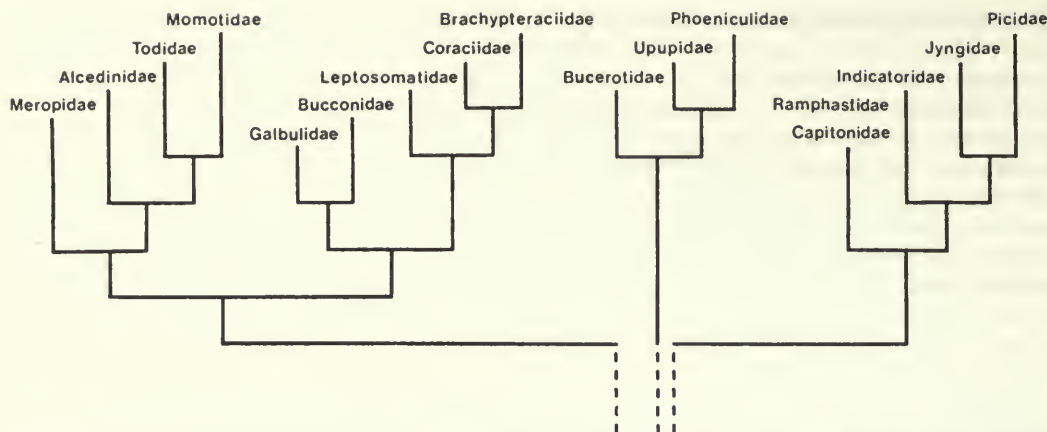 Momotidae
Brachypteraciidae
Phoeniculidae
Picidae
Todidae
Coraciidae
Upupidae
Jyngidae
Alcedinidae
Leptosomatidae
Bucerotidae
Indicatoridae
Meropidae
Bucconidae
Ramphastidae
Galbulidae
Capitonidae